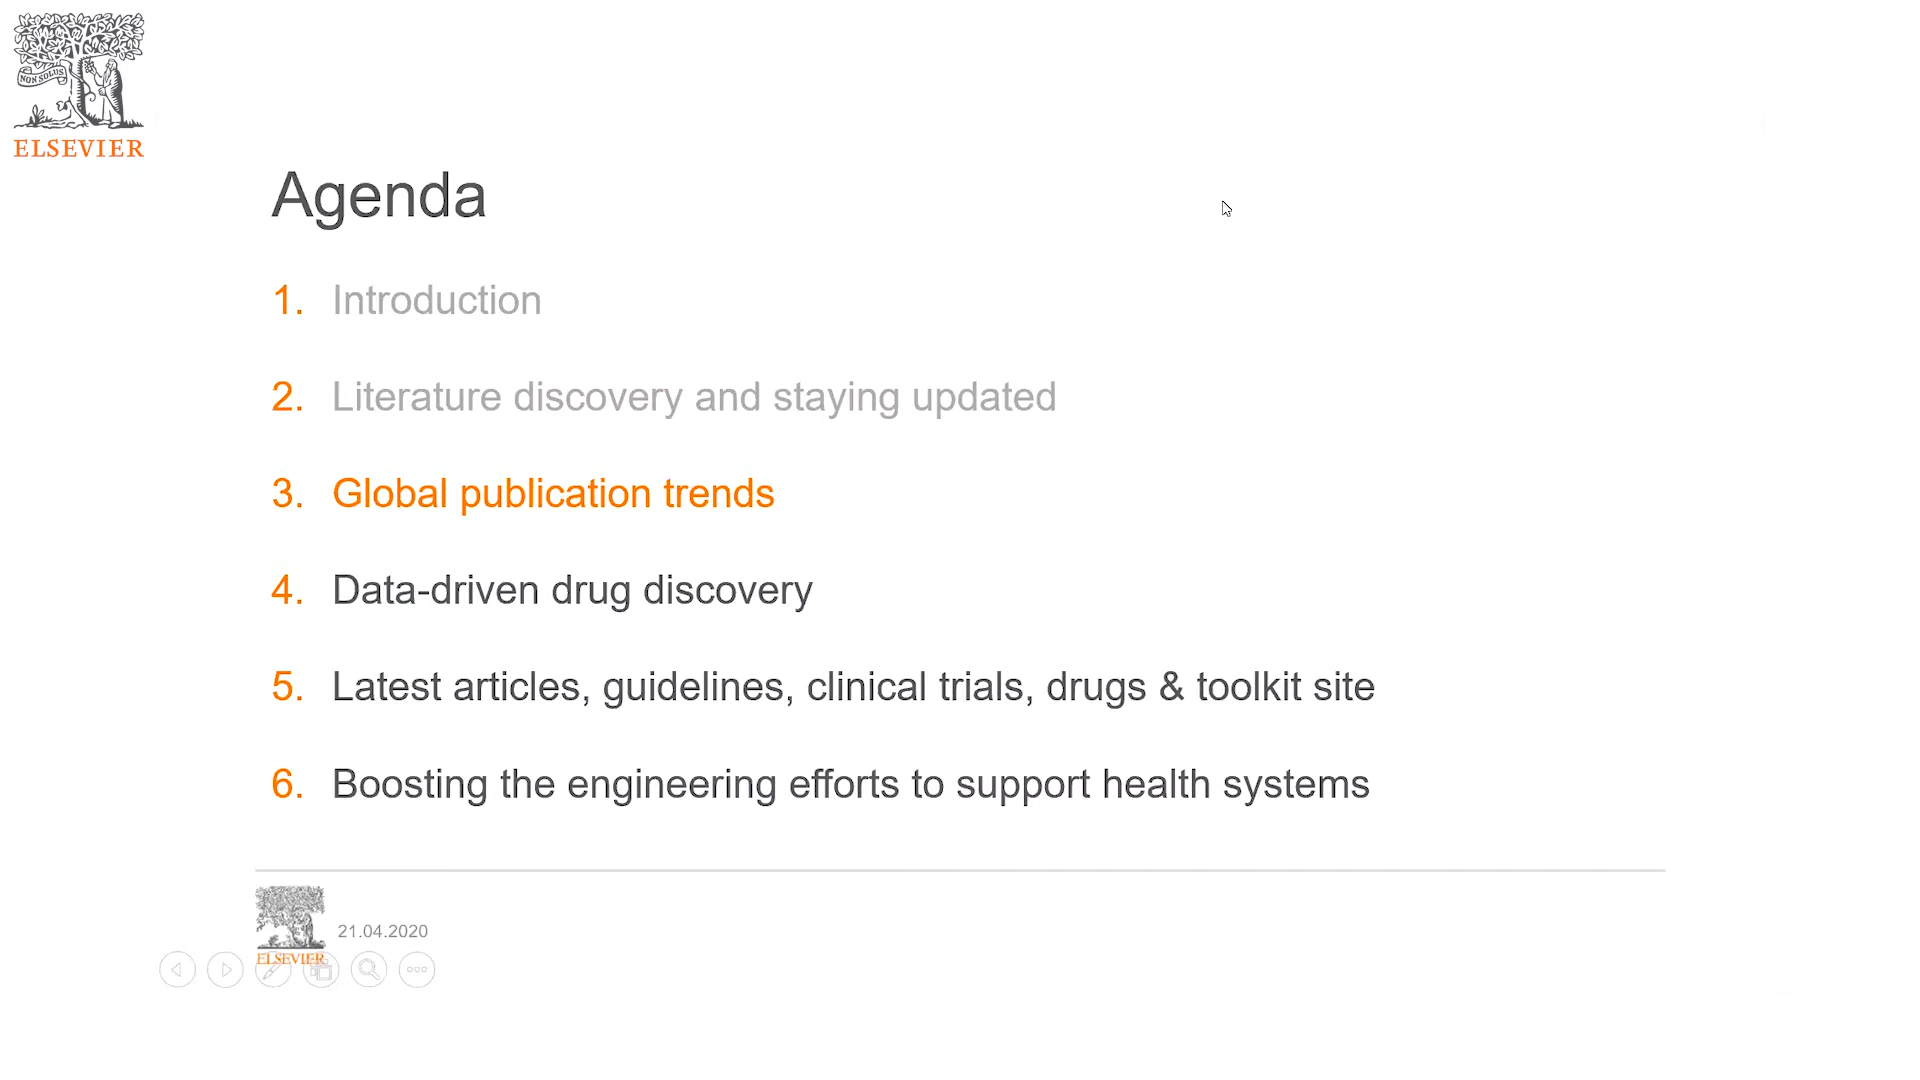 NON SOLUS
ELSEVIER
Agenda
1. Introduction
2. Literature discovery and staying updated
3. Global publication trends
4. Data-driven drug discovery
5. Latest articles, guidelines, clinical trials, drugs & toolkit site
6. Boosting the engineering efforts to support health systems
21.04.2020
ELSEVIER